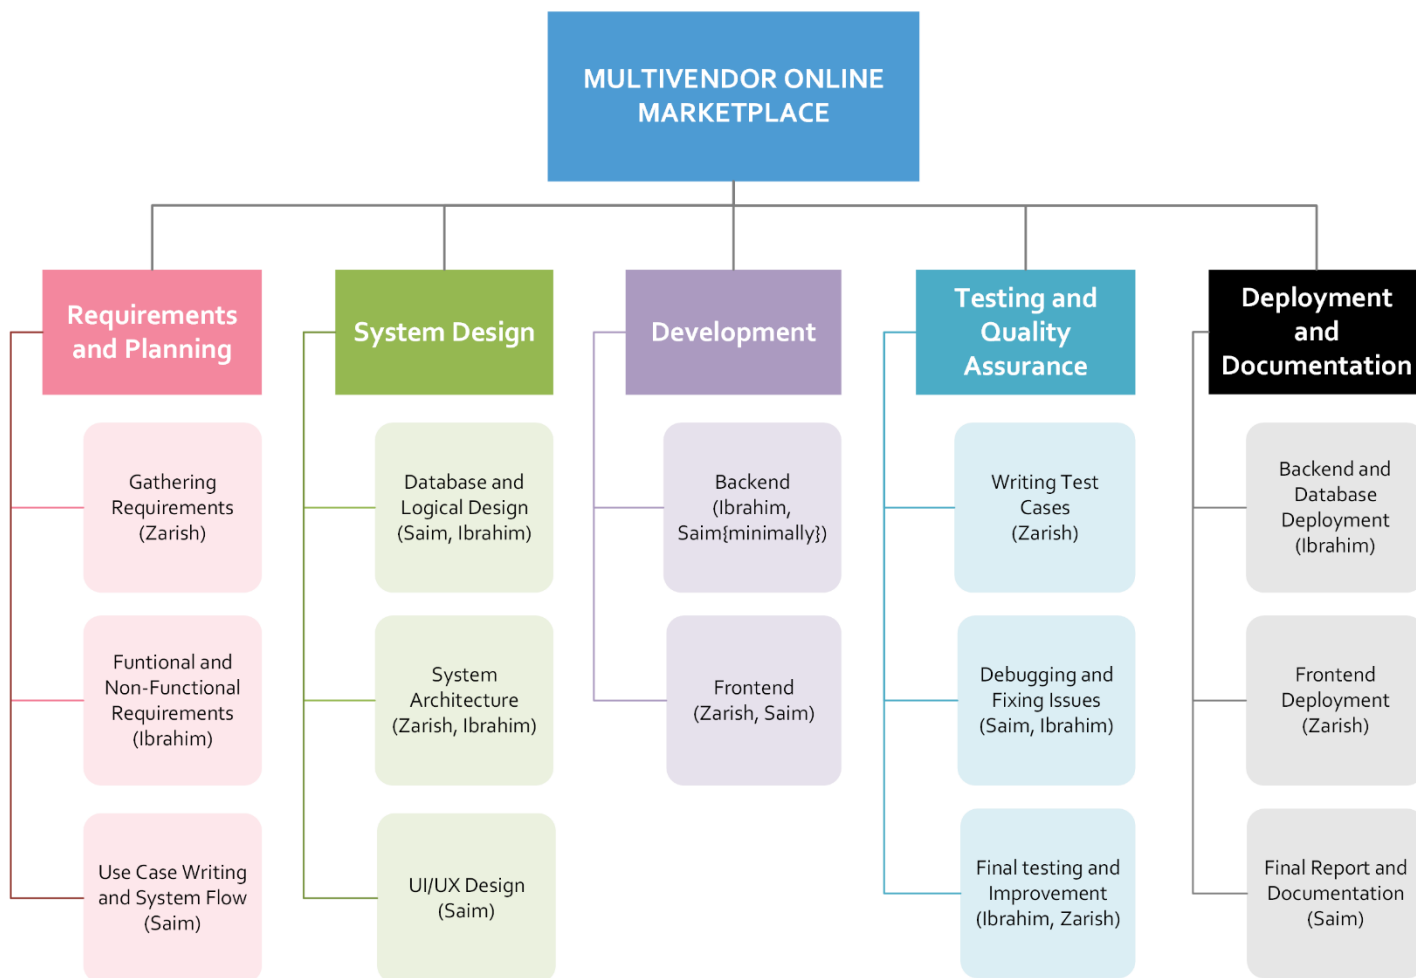 MULTIVENDOR ONLINE
MARKETPLACE
Requirements
and Planning
System Design
Development
Testing and
Quality
Assurance
Deployment
and
Documentation
Gathering
Requirements
(Zarish)
Database and
Logical Design
(Saim, Ibrahim)
Backend
(Ibrahim,
Saim{minimally})
Writing Test
Cases
(Zarish)
Backend and
Database
Deployment
(Ibrahim)
Funtional and
Non-Functional
Requirements
(Ibrahim)
System
Architecture
(Zarish, Ibrahim)
Frontend
(Zarish, Saim)
Debugging and
Fixing Issues
(Saim, Ibrahim)
Frontend
Deployment
(Zarish)
Use Case Writing
and System Flow
(Saim)
UI/UX Design
(Saim)
Final testing and
Improvement
(Ibrahim, Zarish)
Final Report and
Documentation
(Saim)